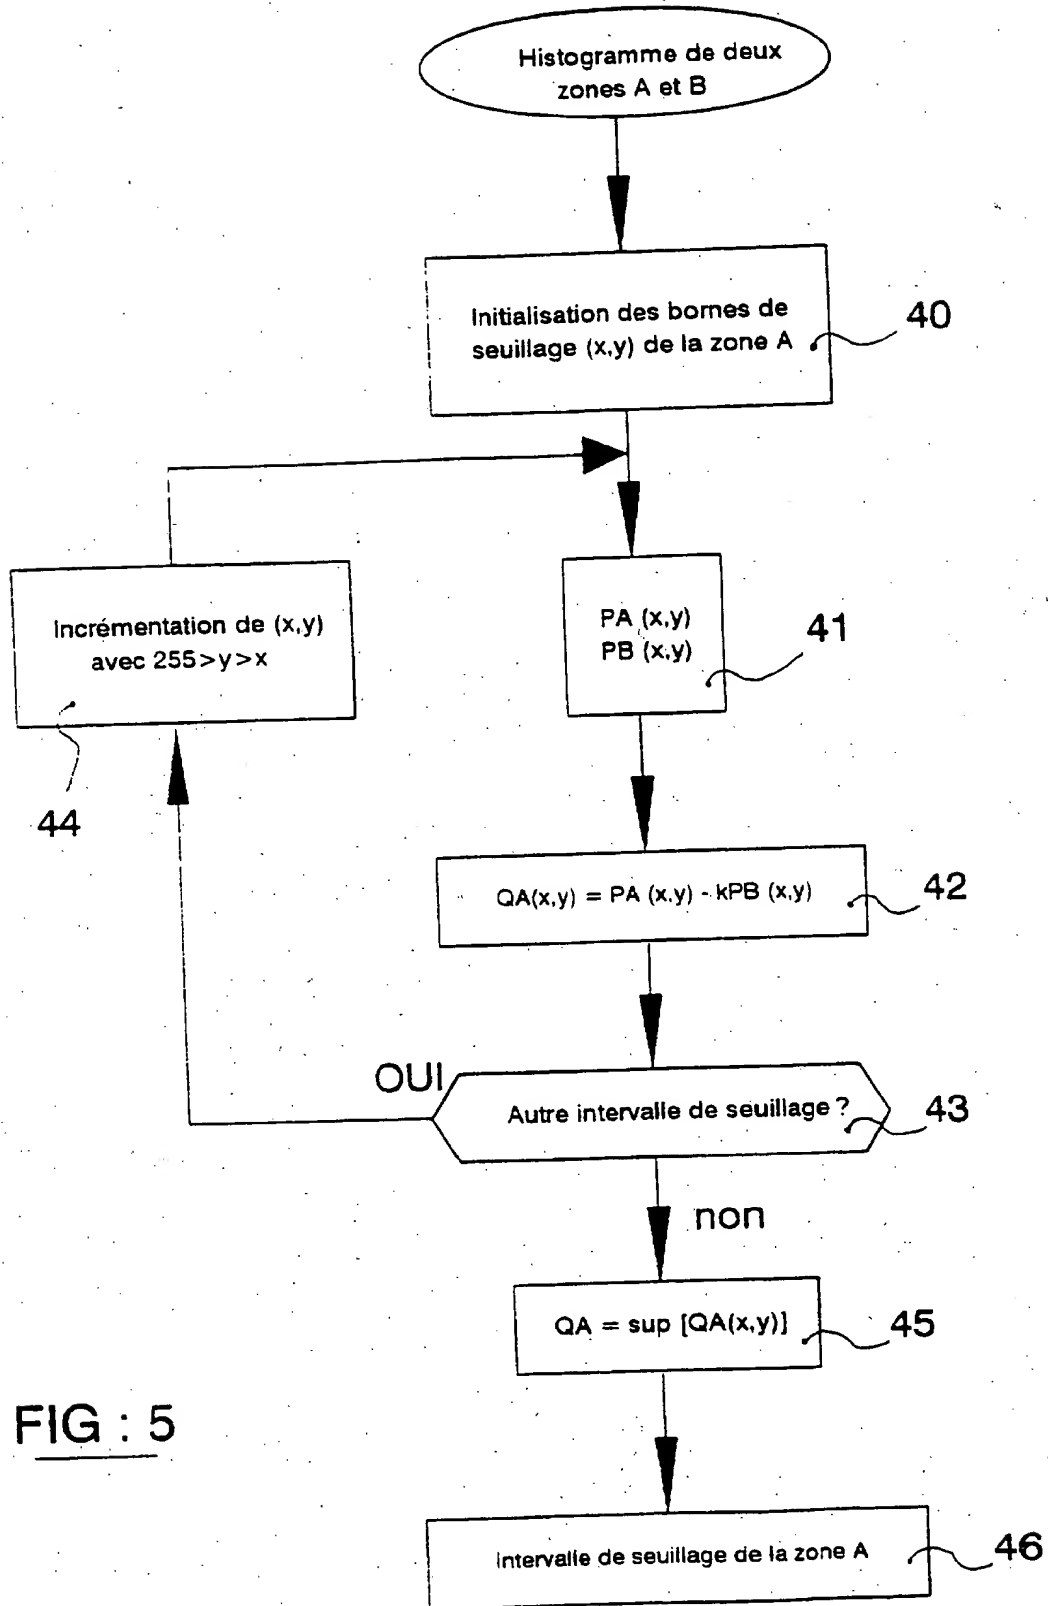 Histogramme de deux
zones A et B
Initialisation des bornes de
seuillage (x,y) de la zone A
40
Incrémentation de (x,y)
avec 255>y>x
44
PA (x,y)
PB (x,y)
41
QA(x,y) = PA (x,y) - kPB (x,y)
42
OUI
Autre intervalle de seuillage ?
43
non
QA = sup [QA(x,y)]
45
FIG : 5
Intervalle de seuillage de la zone A
46